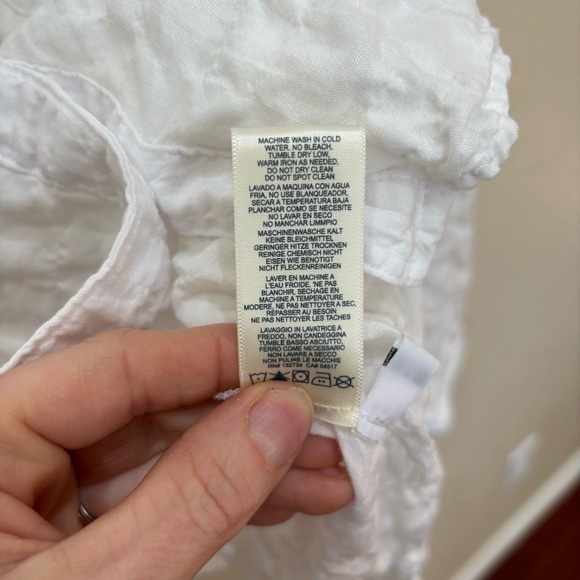 MACHINE WASH IN COLD
WATER, NO BLEACH,
TUMBLE DRY LOW,
WARM IRON AS NEEDED,
DO NOT DRY CLEAN
DO NOT SPOT CLEAN
LAVADO A MAQUINA CON AGUA
FRIA, NO USE BLANQUEADOR,
SECAR A TEMPERATURA BAJA
PLANCHAR COMO SE NECESITE
NO LAVAR EN SECO
NO MANCHAR LIMMPIO
MASCHINENWASCHE KALT
KEINE BLEICHMITTEL
GERINGER HITZE TROCKNEN
REINIGE CHEMISCH NICHT
EISEN WIE BENOTIGT
NICHT FLECKENREINIGEN
LAVER EN MACHINE A
L'EAU FROIDE, 'NE PAS
BLANCHIR, SECHAGE EN
MACHINE A TEMPERATURE
MODERE, NE PAS NETTOYER A SEC,
RÉPASSER AU BESOIN
NE PAS NETTOYER LES TACHES
LAVAGGIO IN LAVATRICE A
FREDDO, NON CANDEGGINA
TUMBLE BASSO ASCIUTTO,
FERRO COME NECESSARIO
NON LAVARE A SECCO
NON PULIRE LE MACCHIE
RN# 132734 CA# 54517